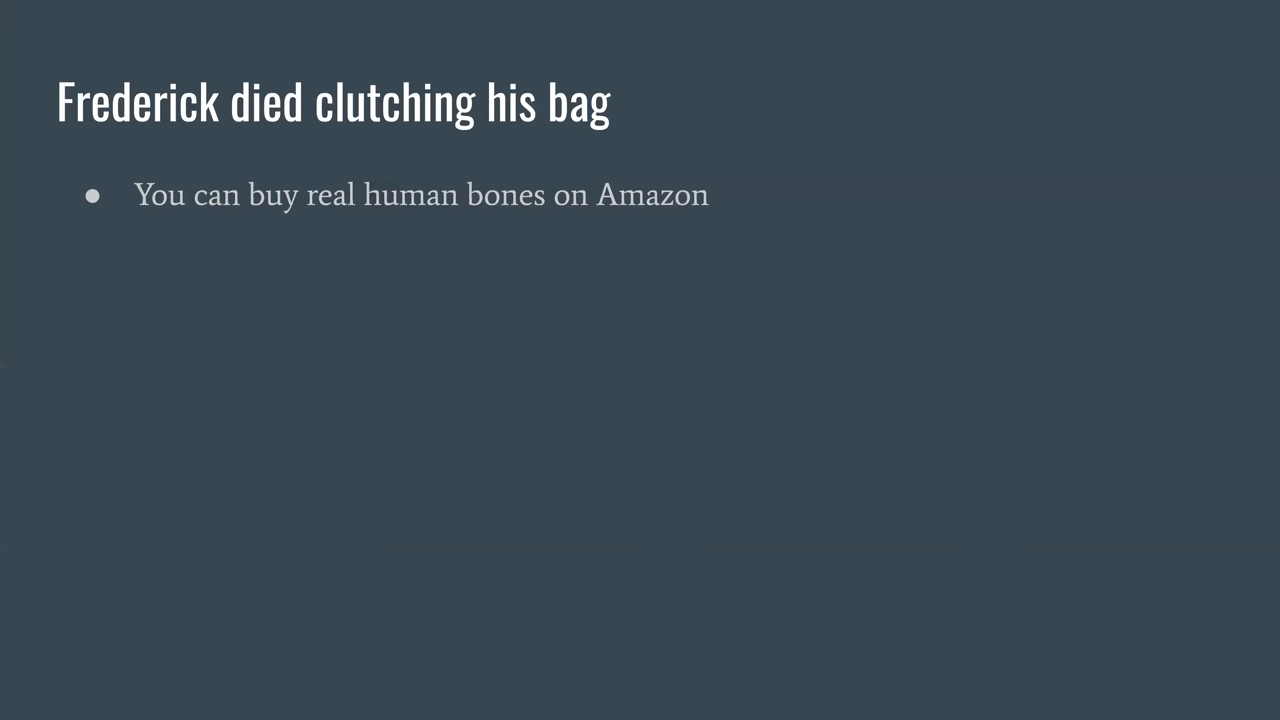 Frederick died clutching his bag
● You can buy real human bones on Amazon